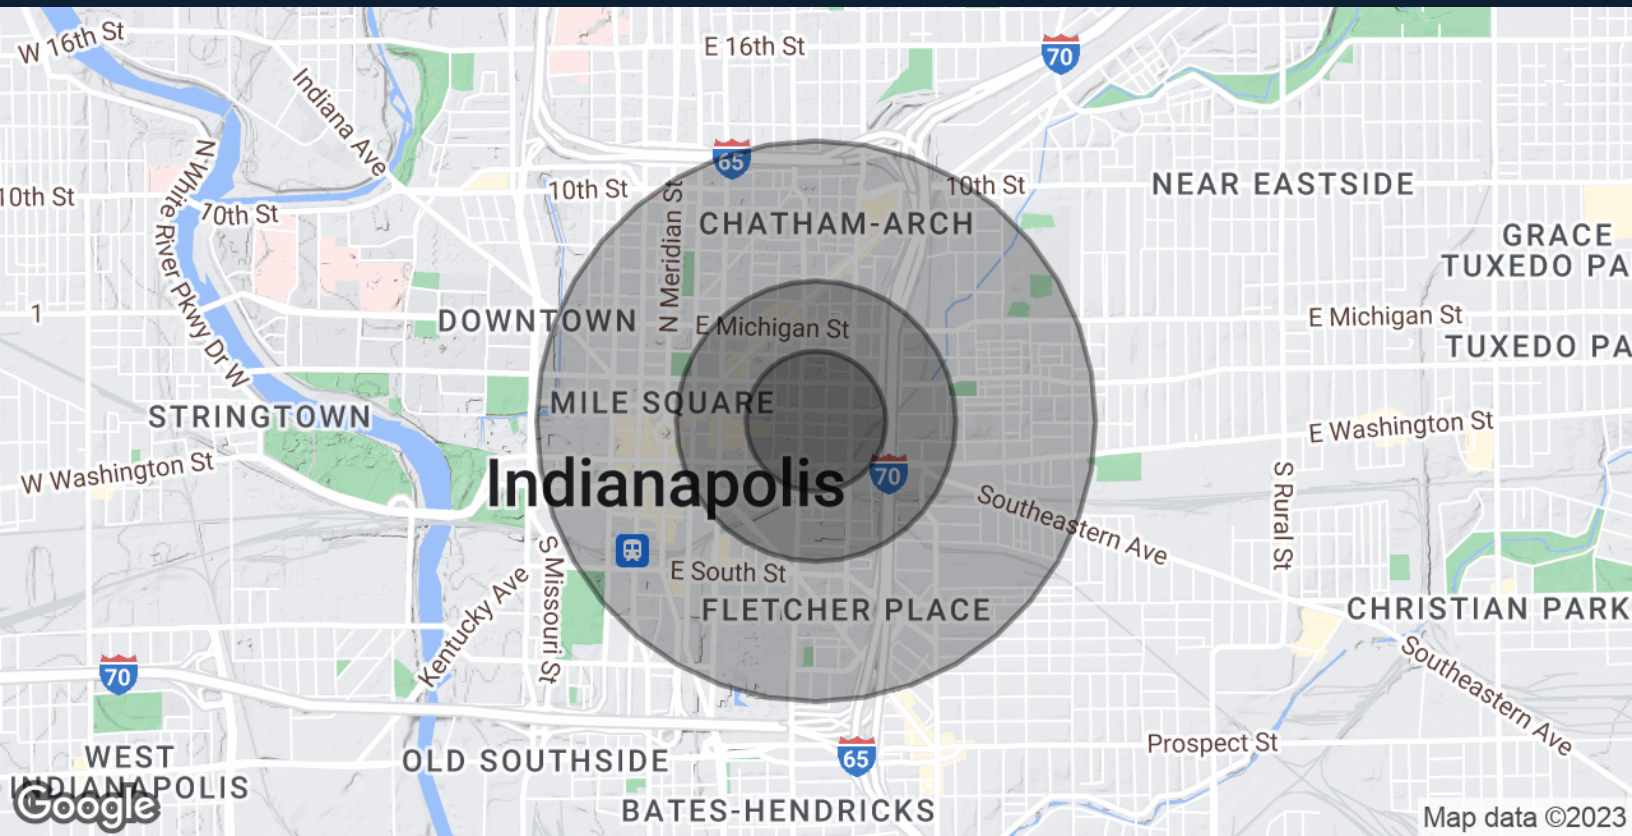 W 16th St
E 16th St
70
Indiana Ave
65
N White River Pkwy Dr W
10th St
10th St
10th St
10th St
N Meridian St
NEAR EASTSIDE
CHATHAM-ARCH
GRACE
TUXEDO PA
1
DOWNTOWN
E Michigan St
E Michigan St
TUXEDO PA
MILE SQUARE
STRINGTOWN
E Washington St
W Washington St
Indianapolis
70
Southeastern Ave
S Rural St
S Missouri St
E South St
Kentucky Ave
FLETCHER PLACE
CHRISTIAN PARK
70
Southeastern Ave
Prospect St
WEST
INDIANAPOLIS
OLD SOUTHSIDE
65
BATES-HENDRICKS
Google
Map data ©2023